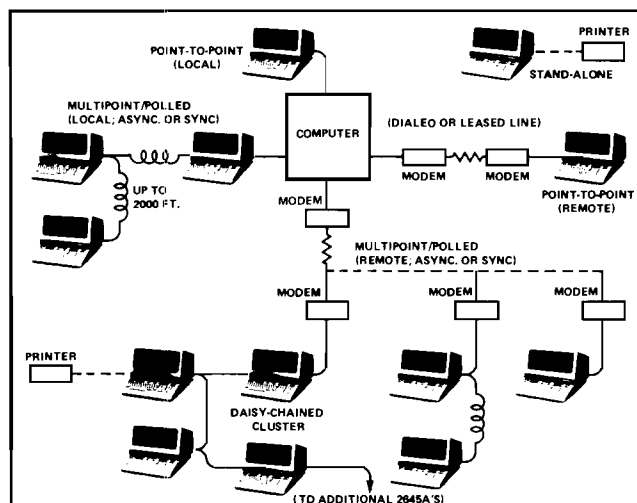 PRINTER
POINT-TO-POINT
(LOCAL)
STAND-ALONE
MULTIPOINT/POLLED
(LOCAL; ASYNC. OR SYNC)
COMPUTER
(DIALEO OR LEASED LINE)
MODEM
MODEM
UP TO
2000 FT.
POINT-TO-POINT
(REMOTE)
MODEM
MULTIPOINT/POLLED
(REMOTE; ASYNC. OR SYNC)
MODEM
MODEM
MODEM
PRINTER
DAISY-CHAINED
CLUSTER
(TD ADDITIONAL 2645A'S)